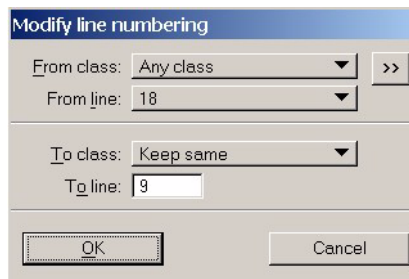 Modify line numbering
From class: Any class >>
From line: 18
To class: Keep same
To line: 9
OK Cancel